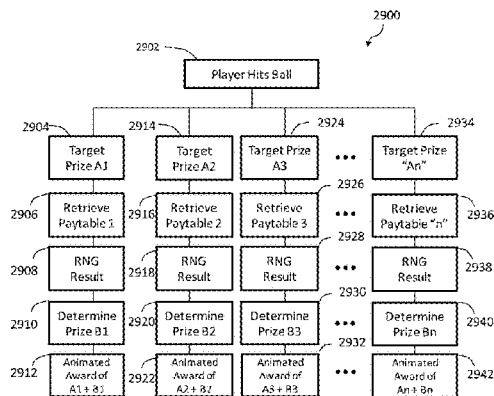 2900
2902
Player Hits Ball
2904
2914
2924
2934
Target Prize A1
Target Prize A2
Target Prize A3
Target Prize "An"
2906
2916
2926
2936
Retrieve Paytable 1
Retrieve Paytable 2
Retrieve Paytable 3
Retrieve Paytable "n"
2908
2918
2928
2938
RNG Result
RNG Result
RNG Result
RNG Result
2910
2920
2930
2940
Determine Prize B1
Determine Prize B2
Determine Prize B3
Determine Prize Bn
2912
2922
2932
2942
Animated Award of A1 + B1
Animated Award of A2 + B2
Animated Award of A3 + B3
Animated Award of An + Bn